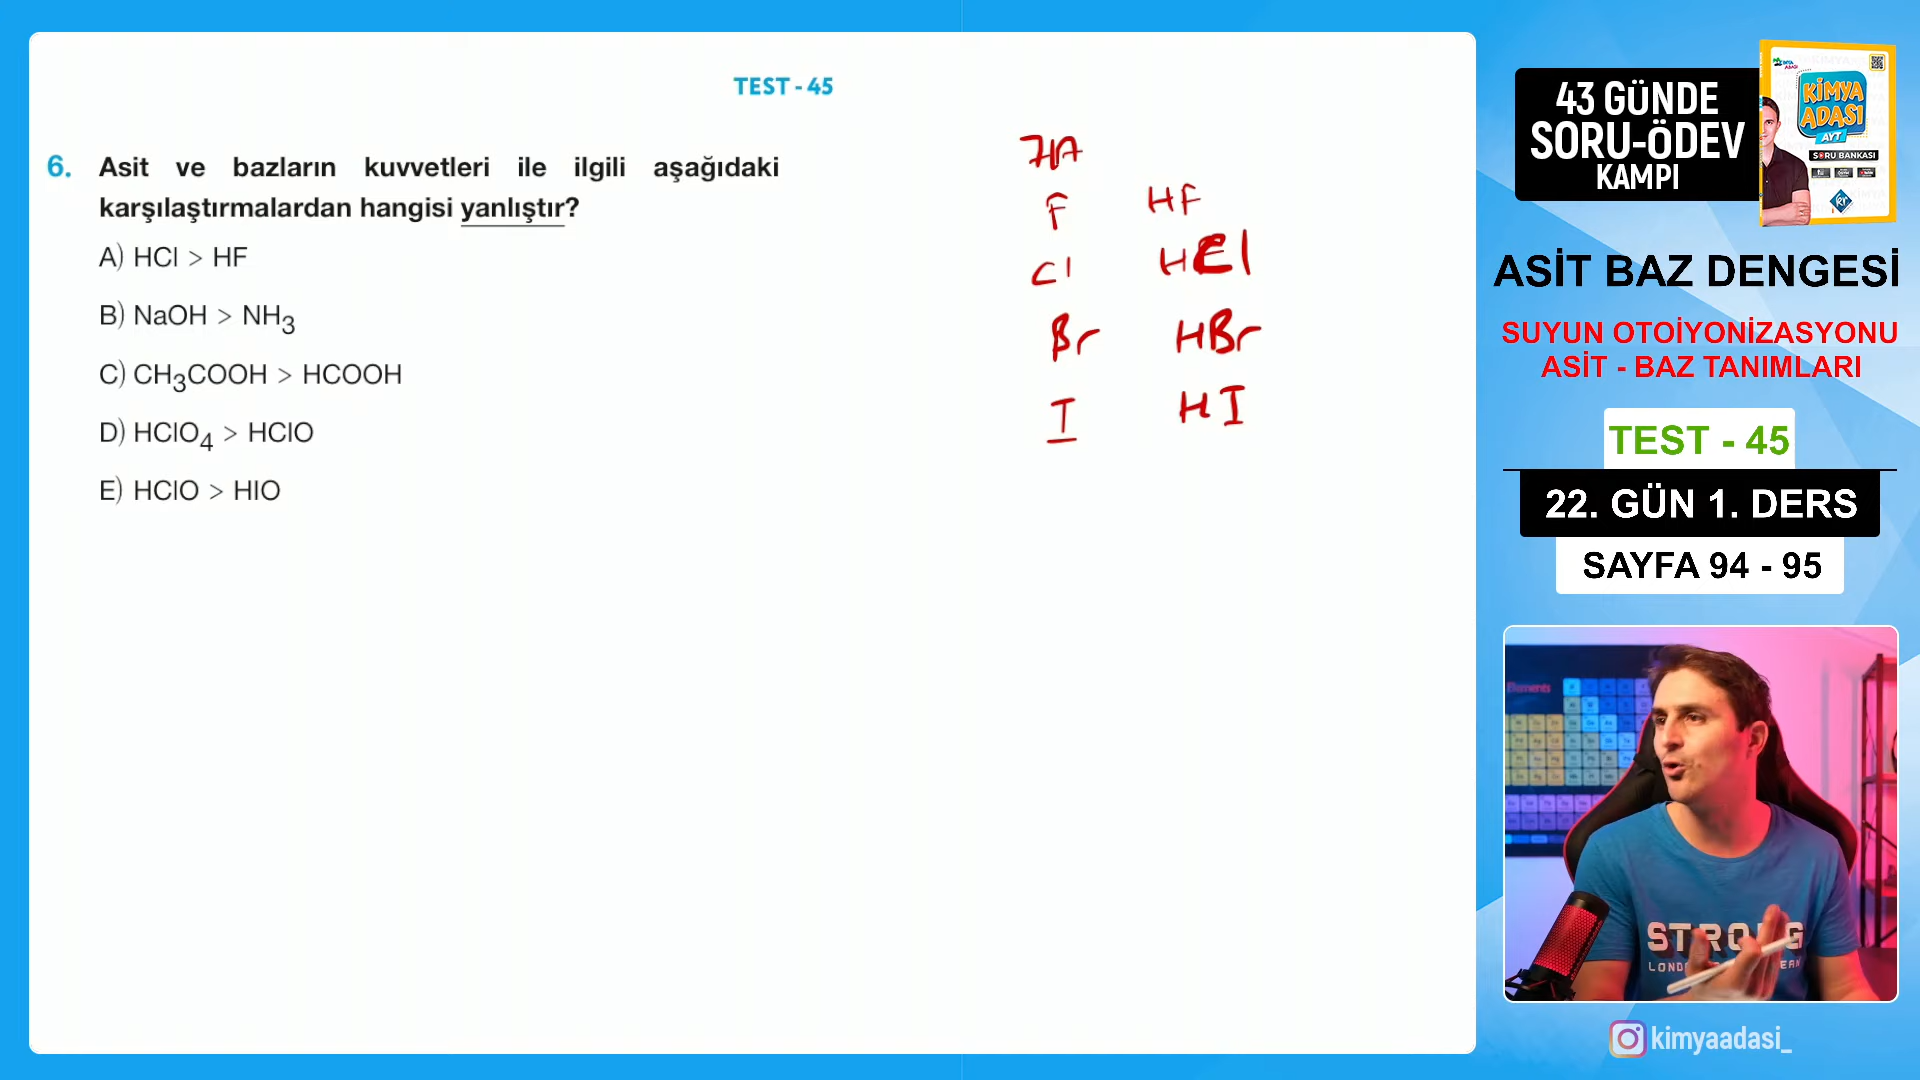 TEST - 45
6. Asit ve bazların kuvvetleri ile ilgili aşağıdaki
karşılaştırmalardan hangisi yanlıştır?
A) HCl > HF
B) NaOH > NH3
C) CH3COOH > HCOOH
D) HClO4 > HClO
E) HClO > HIO
7A
F HF
Cl HCl
Br HBr
I HI
43 GÜNDE
SORU-ÖDEV
KAMPI
KİMYA
ADASI
AYT
SORU BANKASI
ASİT BAZ DENGESİ
SUYUN OTOİYONİZASYONU
ASİT - BAZ TANIMLARI
TEST - 45
22. GÜN 1. DERS
SAYFA 94 - 95
Elements
STRONG
kimyaadasi_